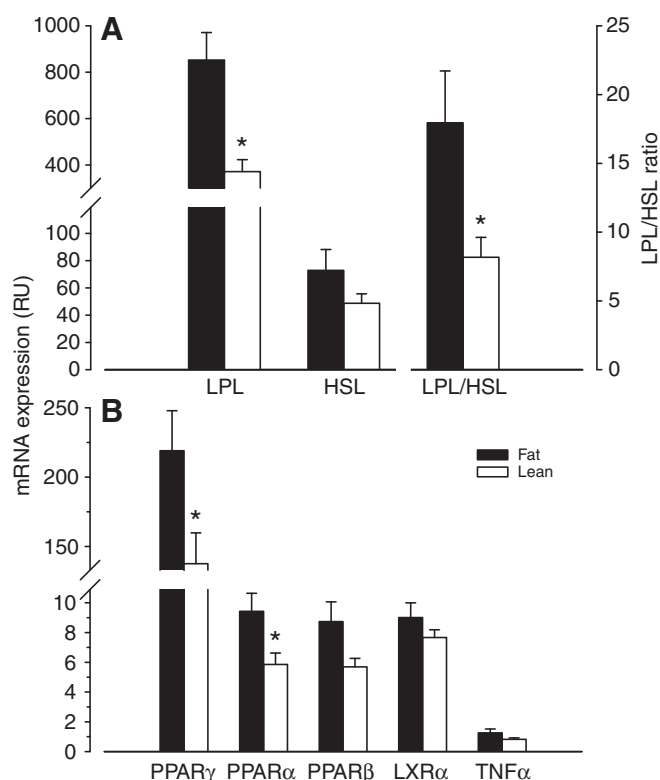 A
1000
800
600
400
100
80
60
40
20
0
25
20
15
10
5
0
LPL/HSL ratio
*
*
LPL
HSL
LPL/HSL
mRNA expression (RU)
B
250
200
150
10
8
6
4
2
0
Fat
Lean
*
*
PPARγ
PPARα
PPARβ
LXRα
TNFα